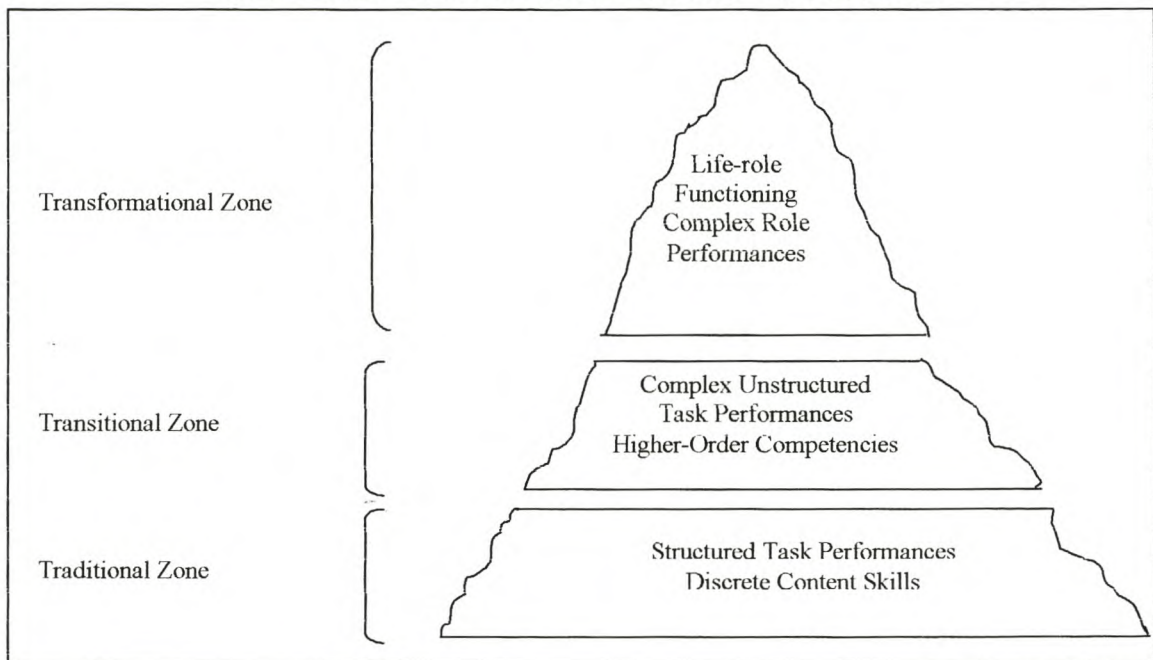 Transformational Zone
Life-role
Functioning
Complex Role
Performances
Transitional Zone
Complex Unstructured
Task Performances
Higher-Order Competencies
Traditional Zone
Structured Task Performances
Discrete Content Skills